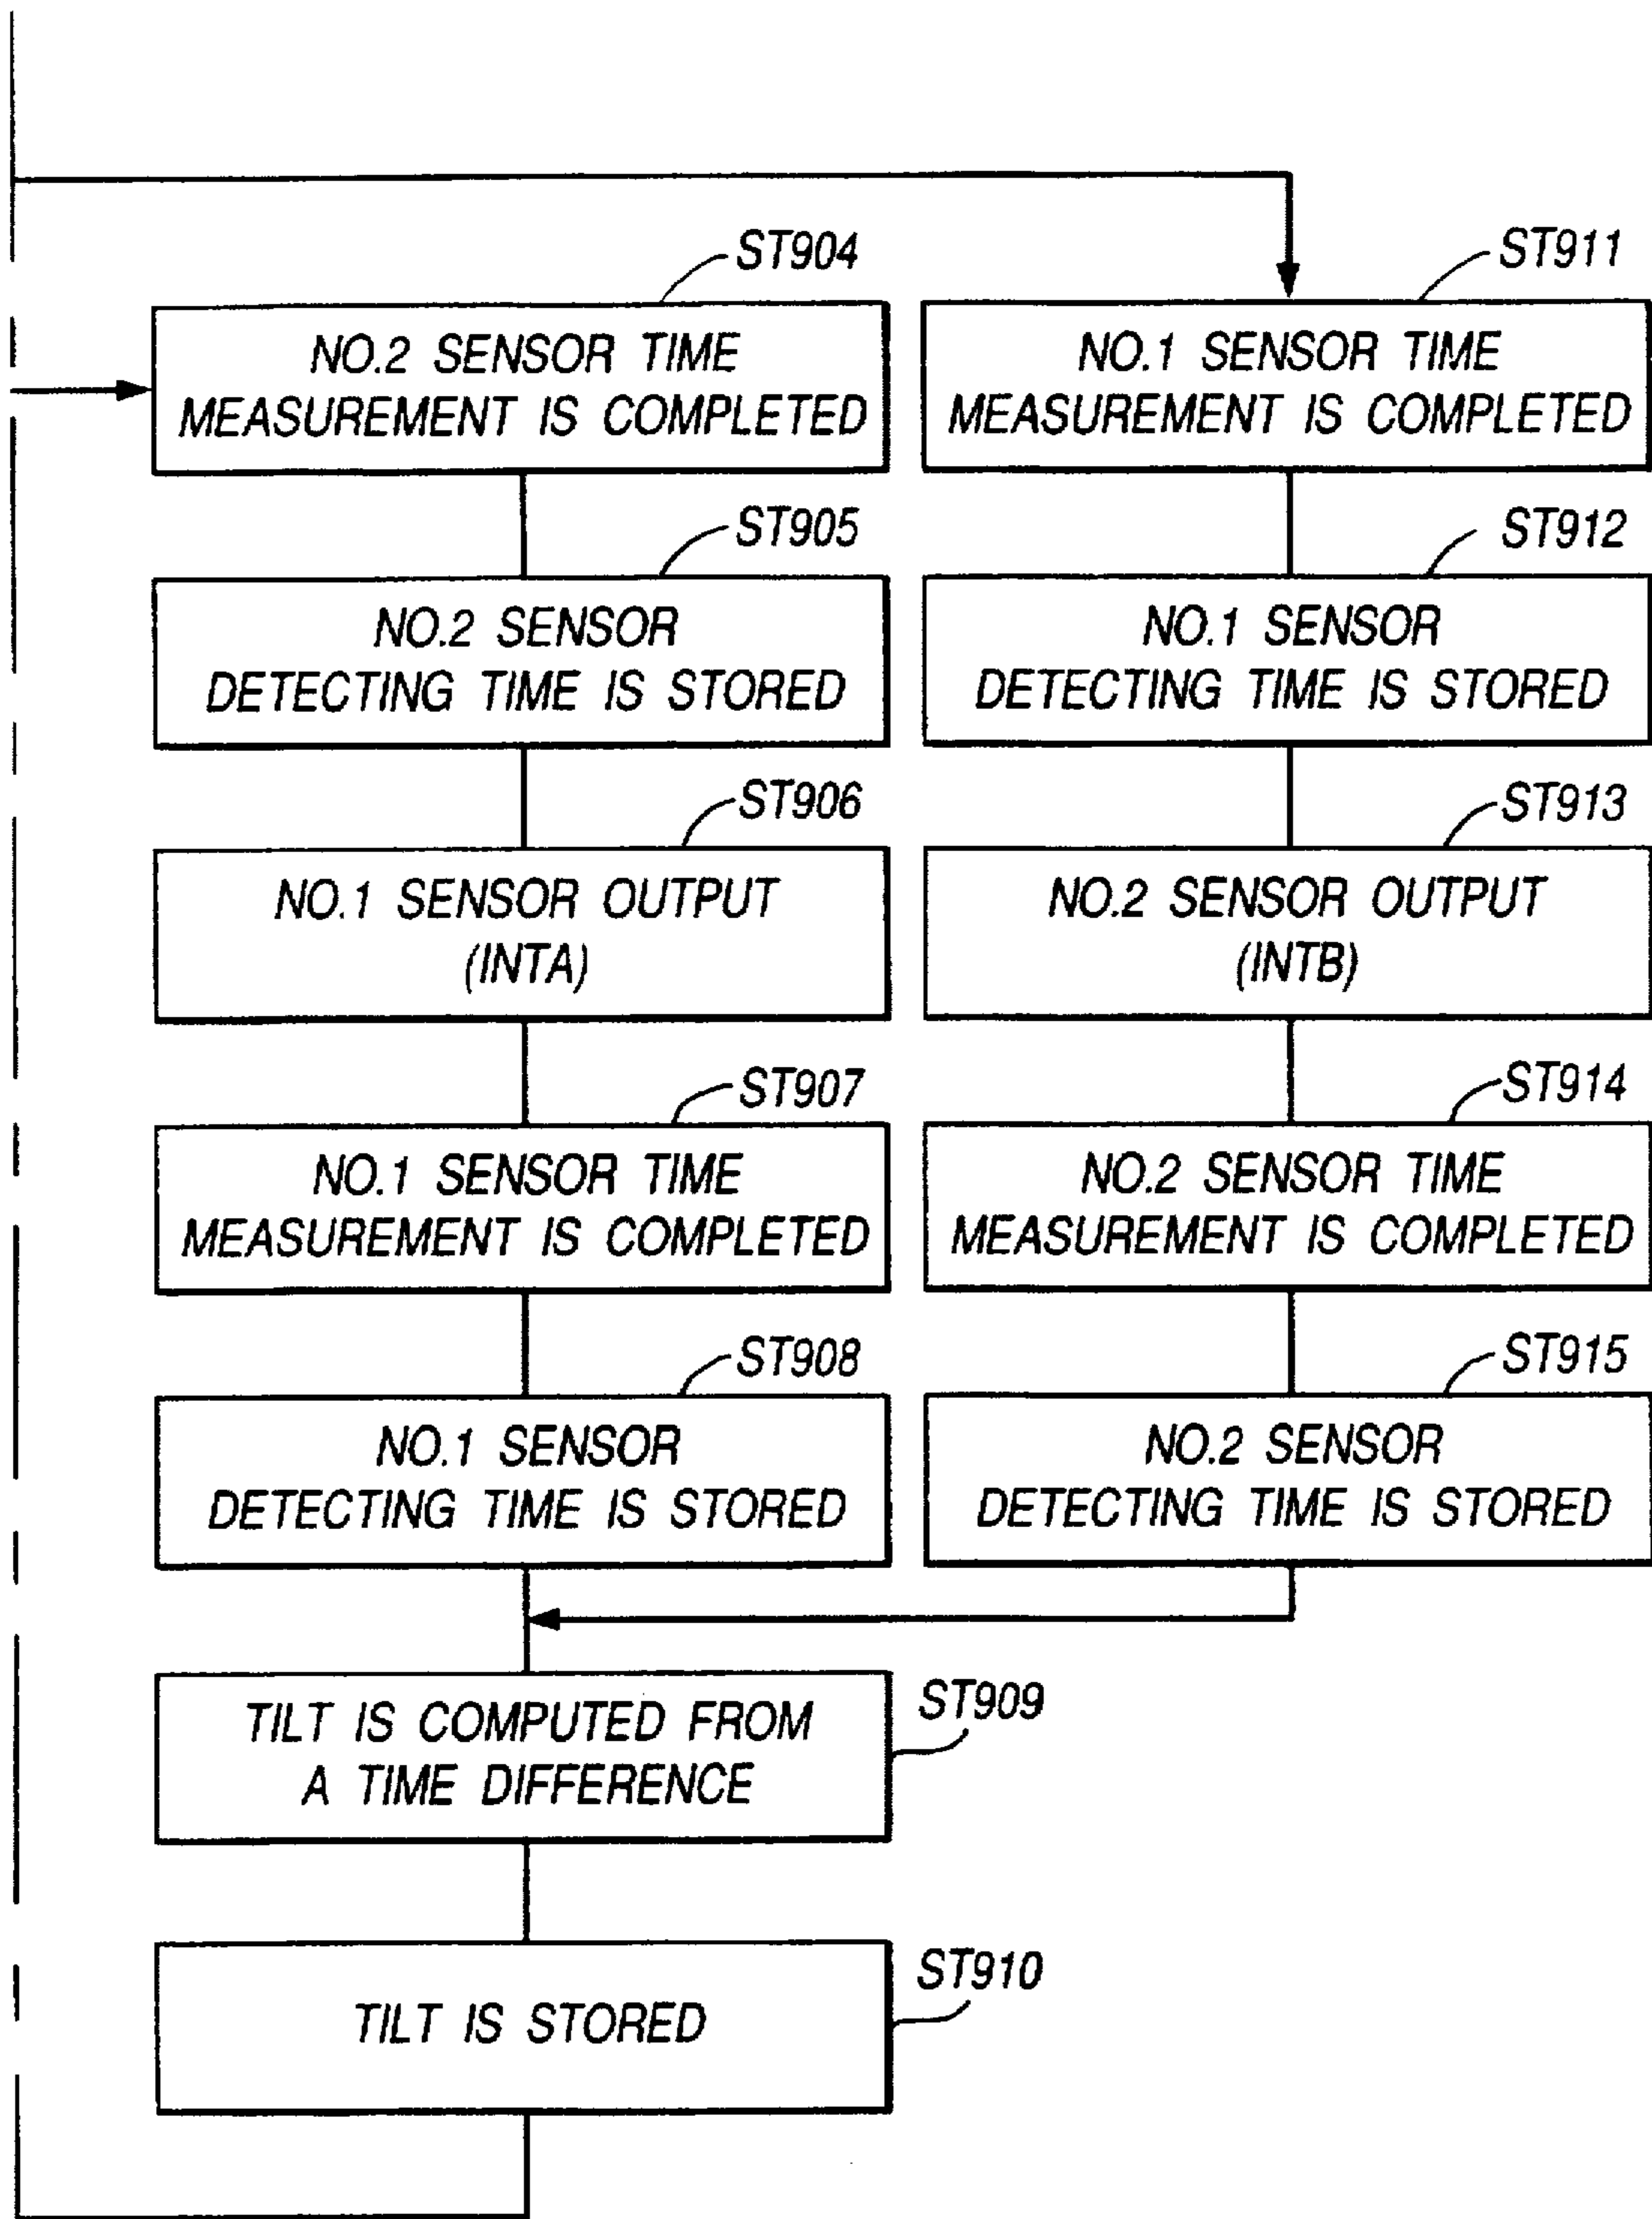 ST904
NO.2 SENSOR TIME
MEASUREMENT IS COMPLETED
ST905
NO.2 SENSOR
DETECTING TIME IS STORED
ST906
NO.1 SENSOR OUTPUT
(INTA)
ST907
NO.1 SENSOR TIME
MEASUREMENT IS COMPLETED
ST908
NO.1 SENSOR
DETECTING TIME IS STORED
ST911
NO.1 SENSOR TIME
MEASUREMENT IS COMPLETED
ST912
NO.1 SENSOR
DETECTING TIME IS STORED
ST913
NO.2 SENSOR OUTPUT
(INTB)
ST914
NO.2 SENSOR TIME
MEASUREMENT IS COMPLETED
ST915
NO.2 SENSOR
DETECTING TIME IS STORED
ST909
TILT IS COMPUTED FROM
A TIME DIFFERENCE
ST910
TILT IS STORED